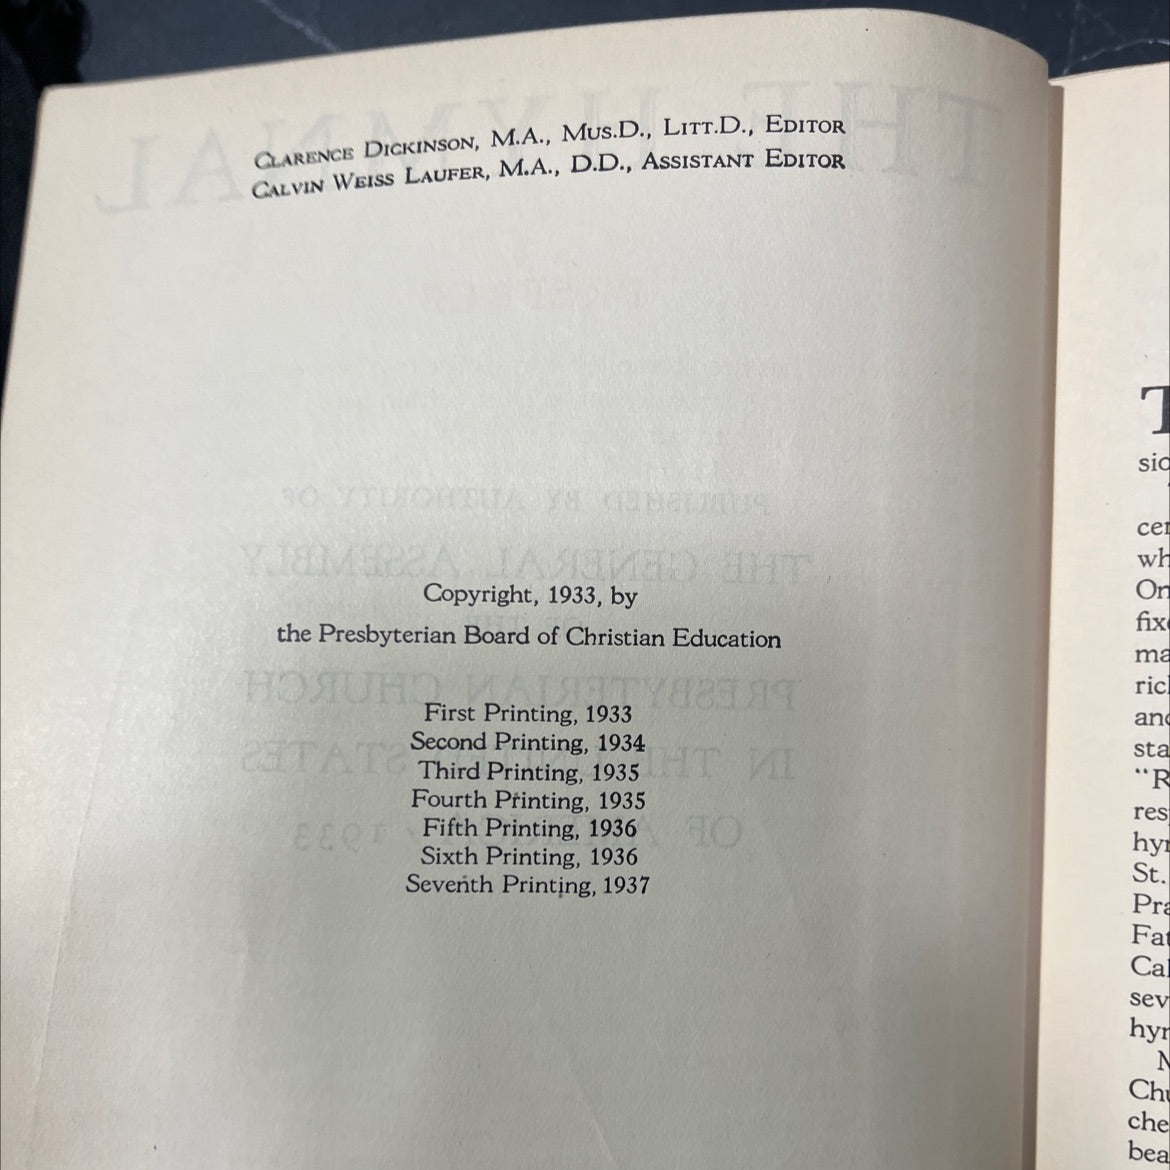 CLARENCE DICKINSON, M.A., MUS.D., LITT.D., EDITOR
CALVIN WEISS LAUFER, M.A., D.D., ASSISTANT EDITOR
Copyright, 1933, by
the Presbyterian Board of Christian Education
First Printing, 1933
Second Printing, 1934
Third Printing, 1935
Fourth Printing, 1935
Fifth Printing, 1936
Sixth Printing, 1936
Seventh Printing, 1937